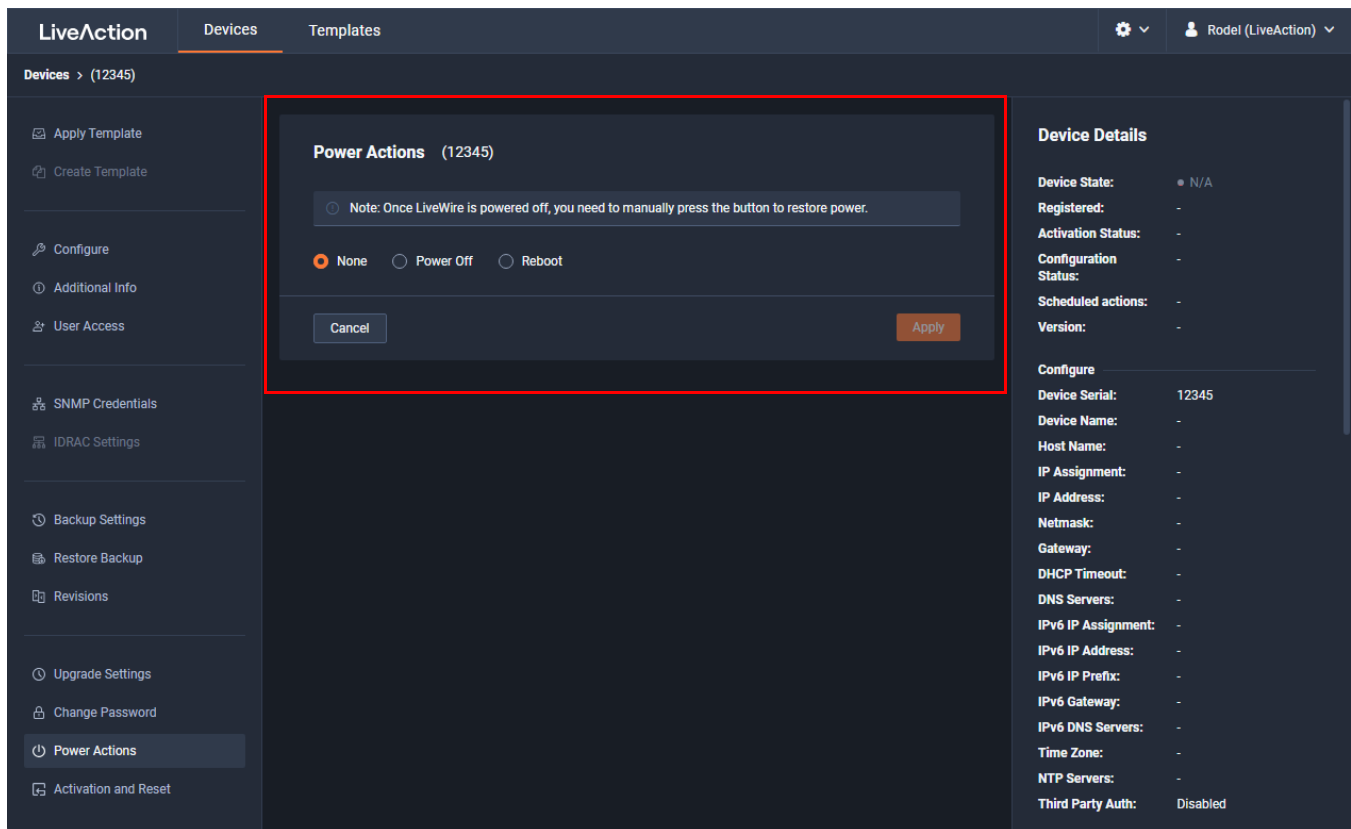 LiveAction
Devices
Templates
Rodel (LiveAction)
Devices > (12345)
Apply Template
Create Template
Configure
Additional Info
User Access
SNMP Credentials
IDRAC Settings
Backup Settings
Restore Backup
Revisions
Upgrade Settings
Change Password
Power Actions
Activation and Reset
Power Actions (12345)
Note: Once LiveWire is powered off, you need to manually press the button to restore power.
None Power Off Reboot
Cancel
Apply
Device Details
Device State: N/A
Registered: -
Activation Status: -
Configuration -
Status:
Scheduled actions: -
Version: -
Configure
Device Serial: 12345
Device Name: -
Host Name: -
IP Assignment: -
IP Address: -
Netmask: -
Gateway: -
DHCP Timeout: -
DNS Servers: -
IPv6 IP Assignment: -
IPv6 IP Address: -
IPv6 IP Prefix: -
IPv6 Gateway: -
IPv6 DNS Servers: -
Time Zone: -
NTP Servers: -
Third Party Auth: Disabled